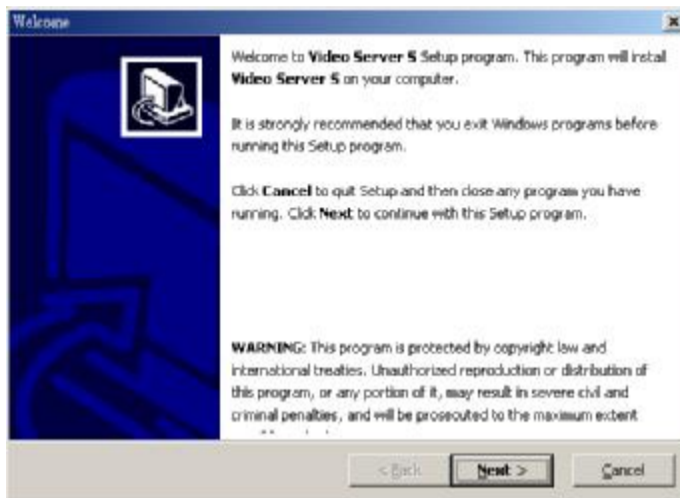 Welcome
Welcome to Video Server S Setup program. This program will install
Video Server S on your computer.
It is strongly recommended that you exit Windows programs before
running this Setup program.
Click Cancel to quit Setup and then close any program you have
running. Click Next to continue with this Setup program.
WARNING: This program is protected by copyright law and
international treaties. Unauthorized reproduction or distribution of
this program, or any portion of it, may result in severe civil and
criminal penalties, and will be prosecuted to the maximum extent
< Back
Next >
Cancel